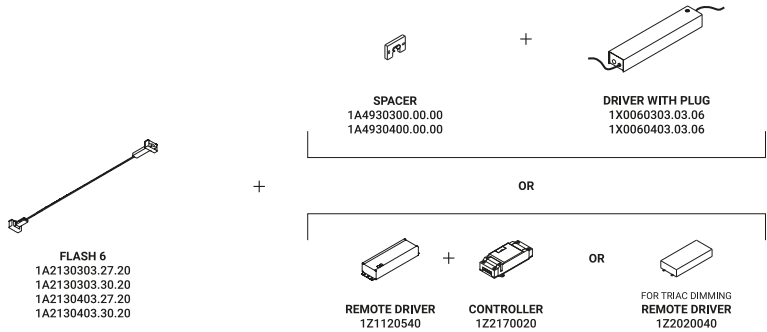 +
SPACER
1A4930300.00.00
1A4930400.00.00
DRIVER WITH PLUG
1X0060303.03.06
1X0060403.03.06
+
OR
FLASH 6
1A2130303.27.20
1A2130303.30.20
1A2130403.27.20
1A2130403.30.20
+
OR
REMOTE DRIVER
1Z1120540
CONTROLLER
1Z2170020
FOR TRIAC DIMMING
REMOTE DRIVER
1Z2020040